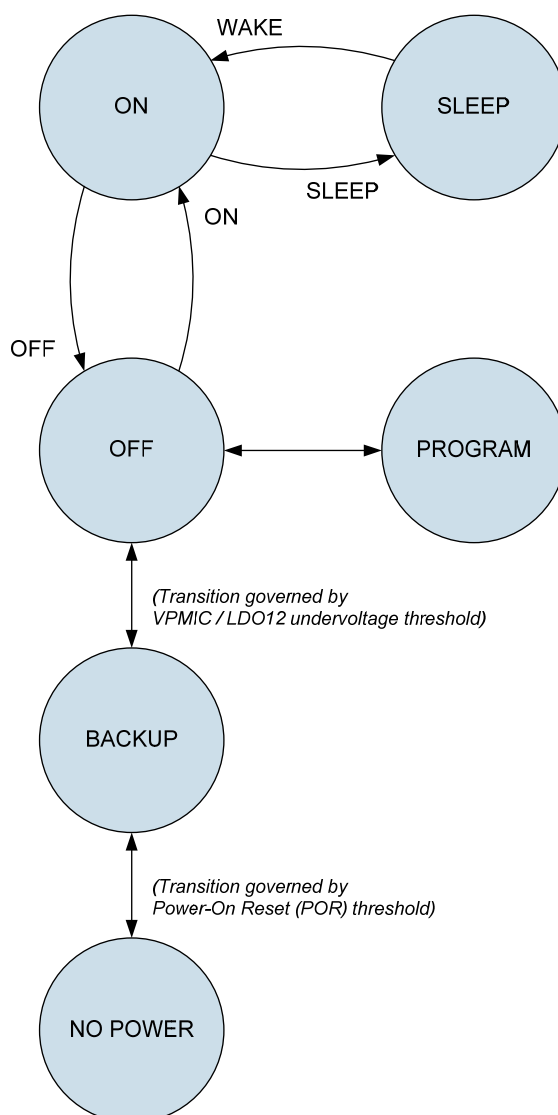 WAKE
ON
SLEEP
SLEEP
ON
OFF
OFF
PROGRAM
(Transition governed by
VPMIC / LDO12 undervoltage threshold)
BACKUP
(Transition governed by
Power-On Reset (POR) threshold)
NO POWER